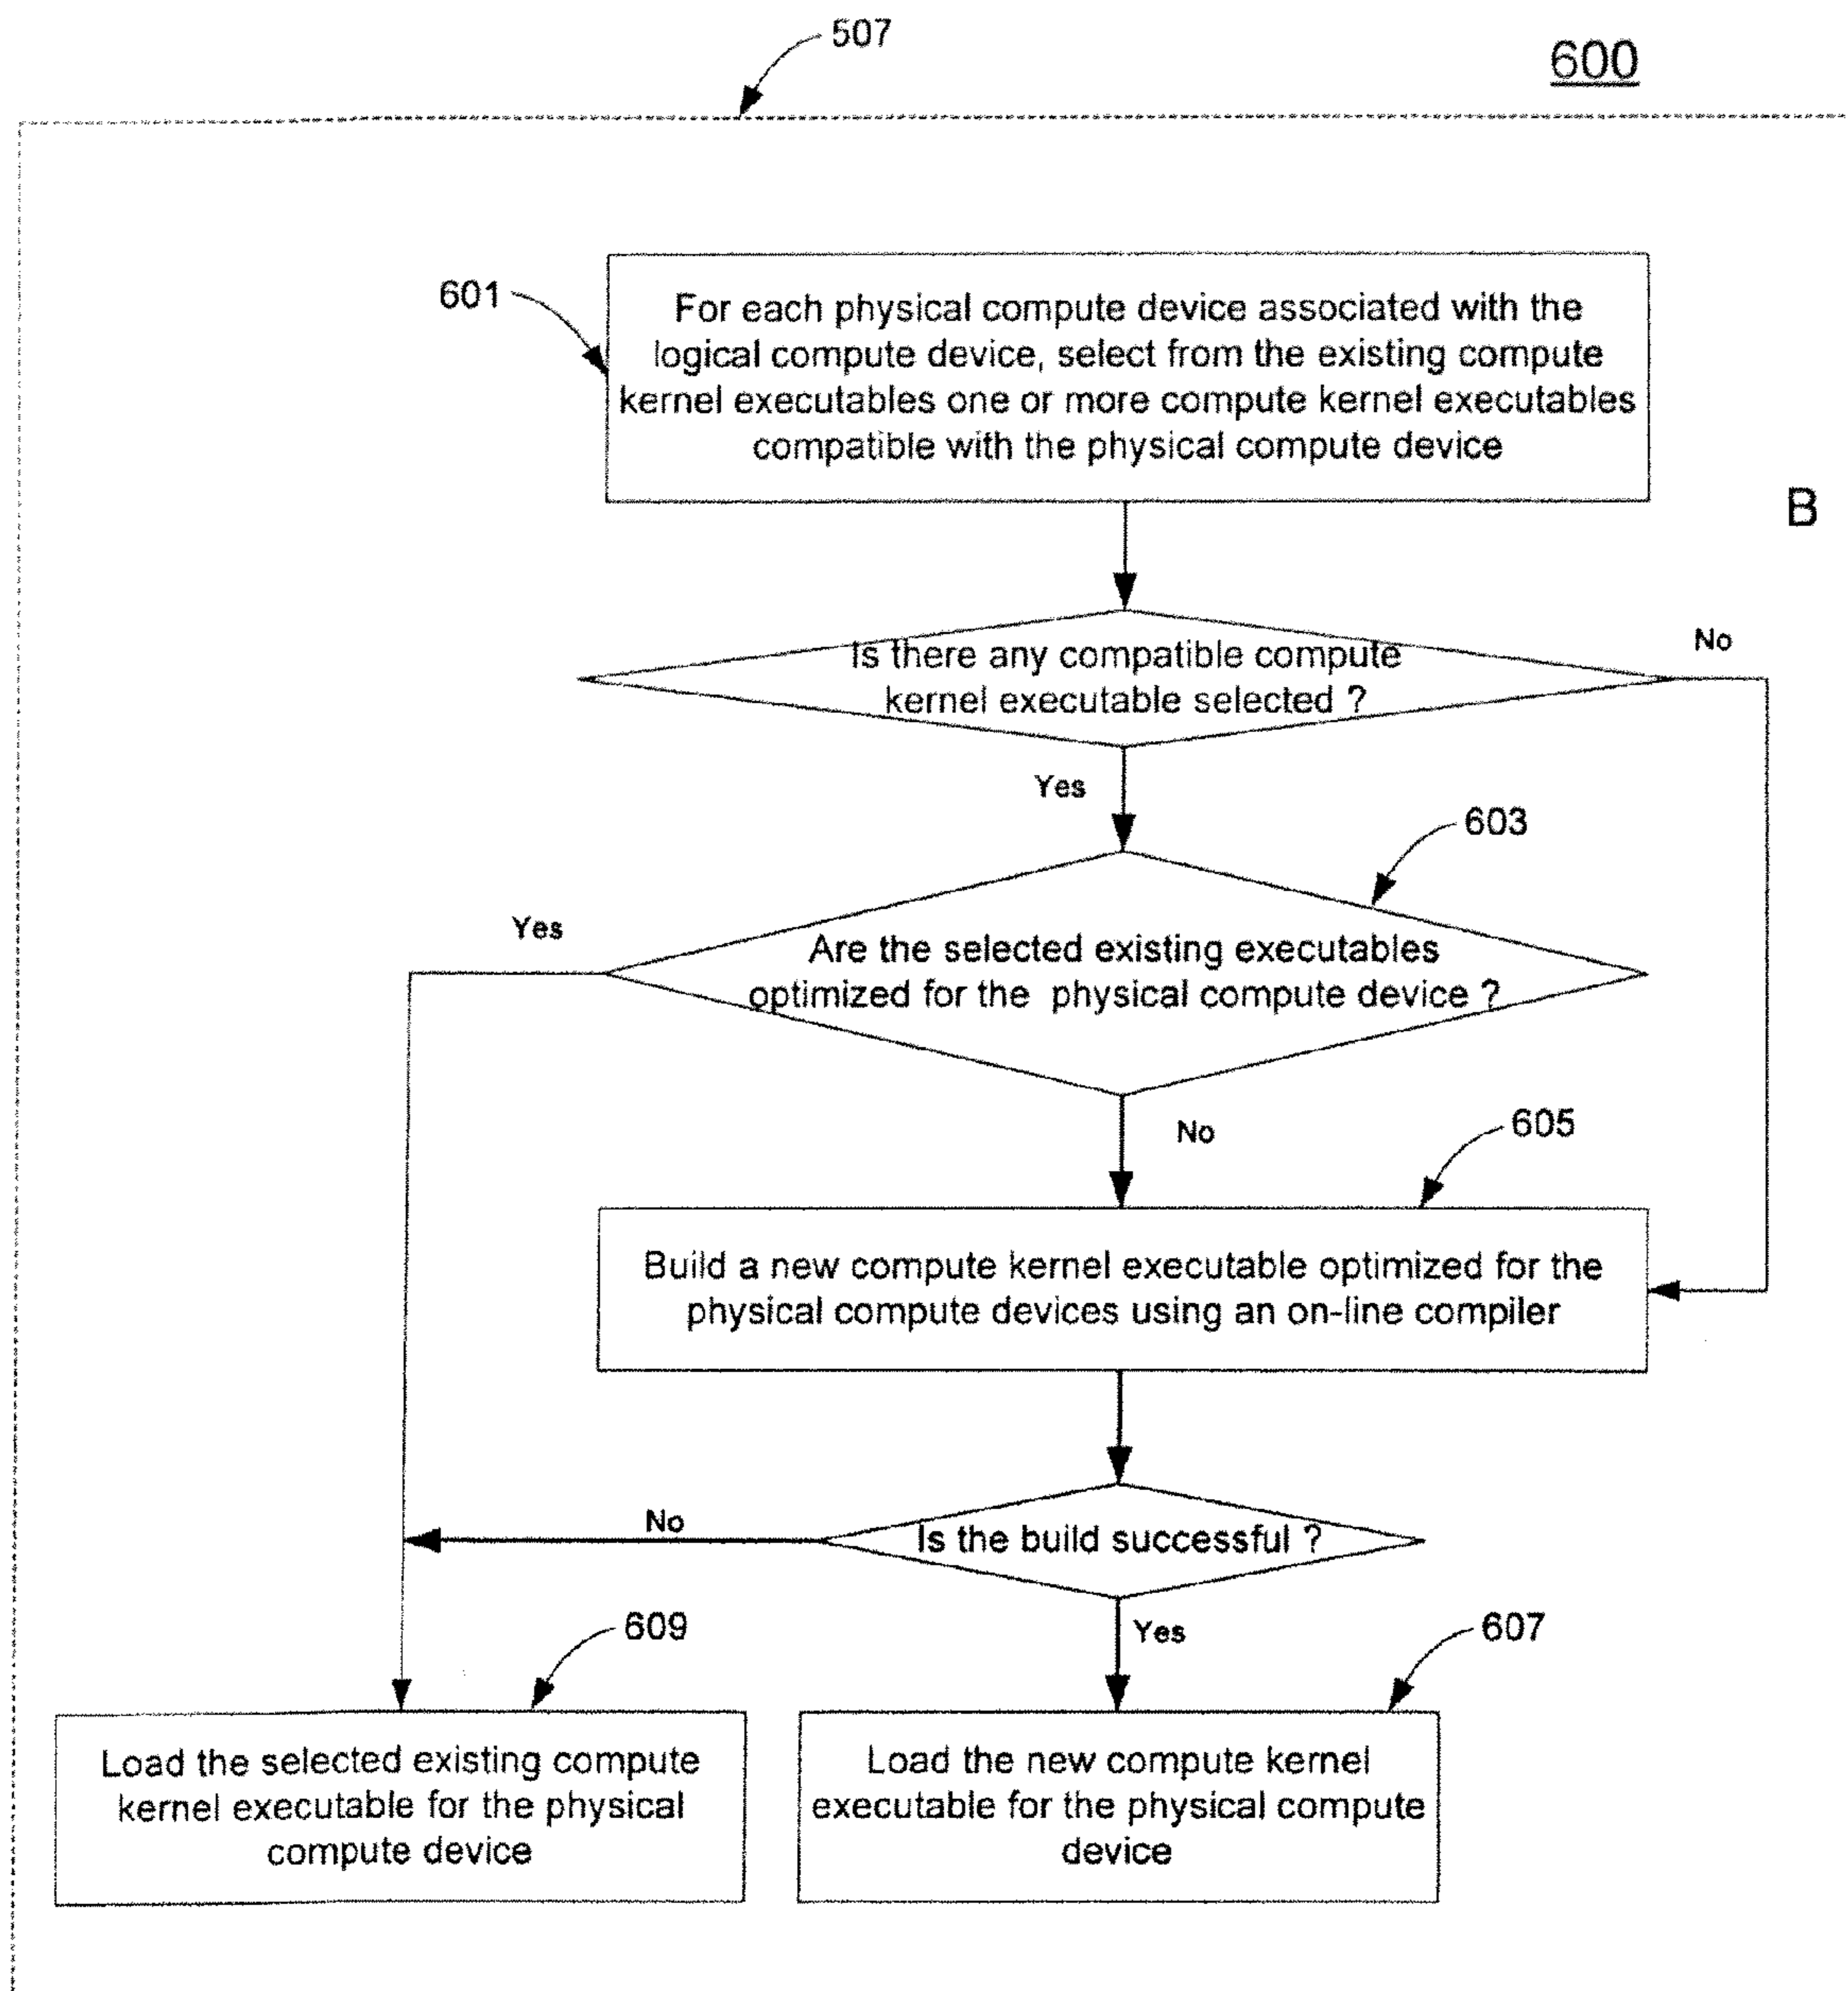 507
600
601
For each physical compute device associated with the
logical compute device, select from the existing compute
kernel executables one or more compute kernel executables
compatible with the physical compute device
B
Is there any compatible compute
kernel executable selected ?
No
Yes
603
Yes
Are the selected existing executables
optimized for the physical compute device ?
No
605
Build a new compute kernel executable optimized for the
physical compute devices using an on-line compiler
No
Is the build successful ?
609
Yes
607
Load the selected existing compute
kernel executable for the physical
compute device
Load the new compute kernel
executable for the physical compute
device